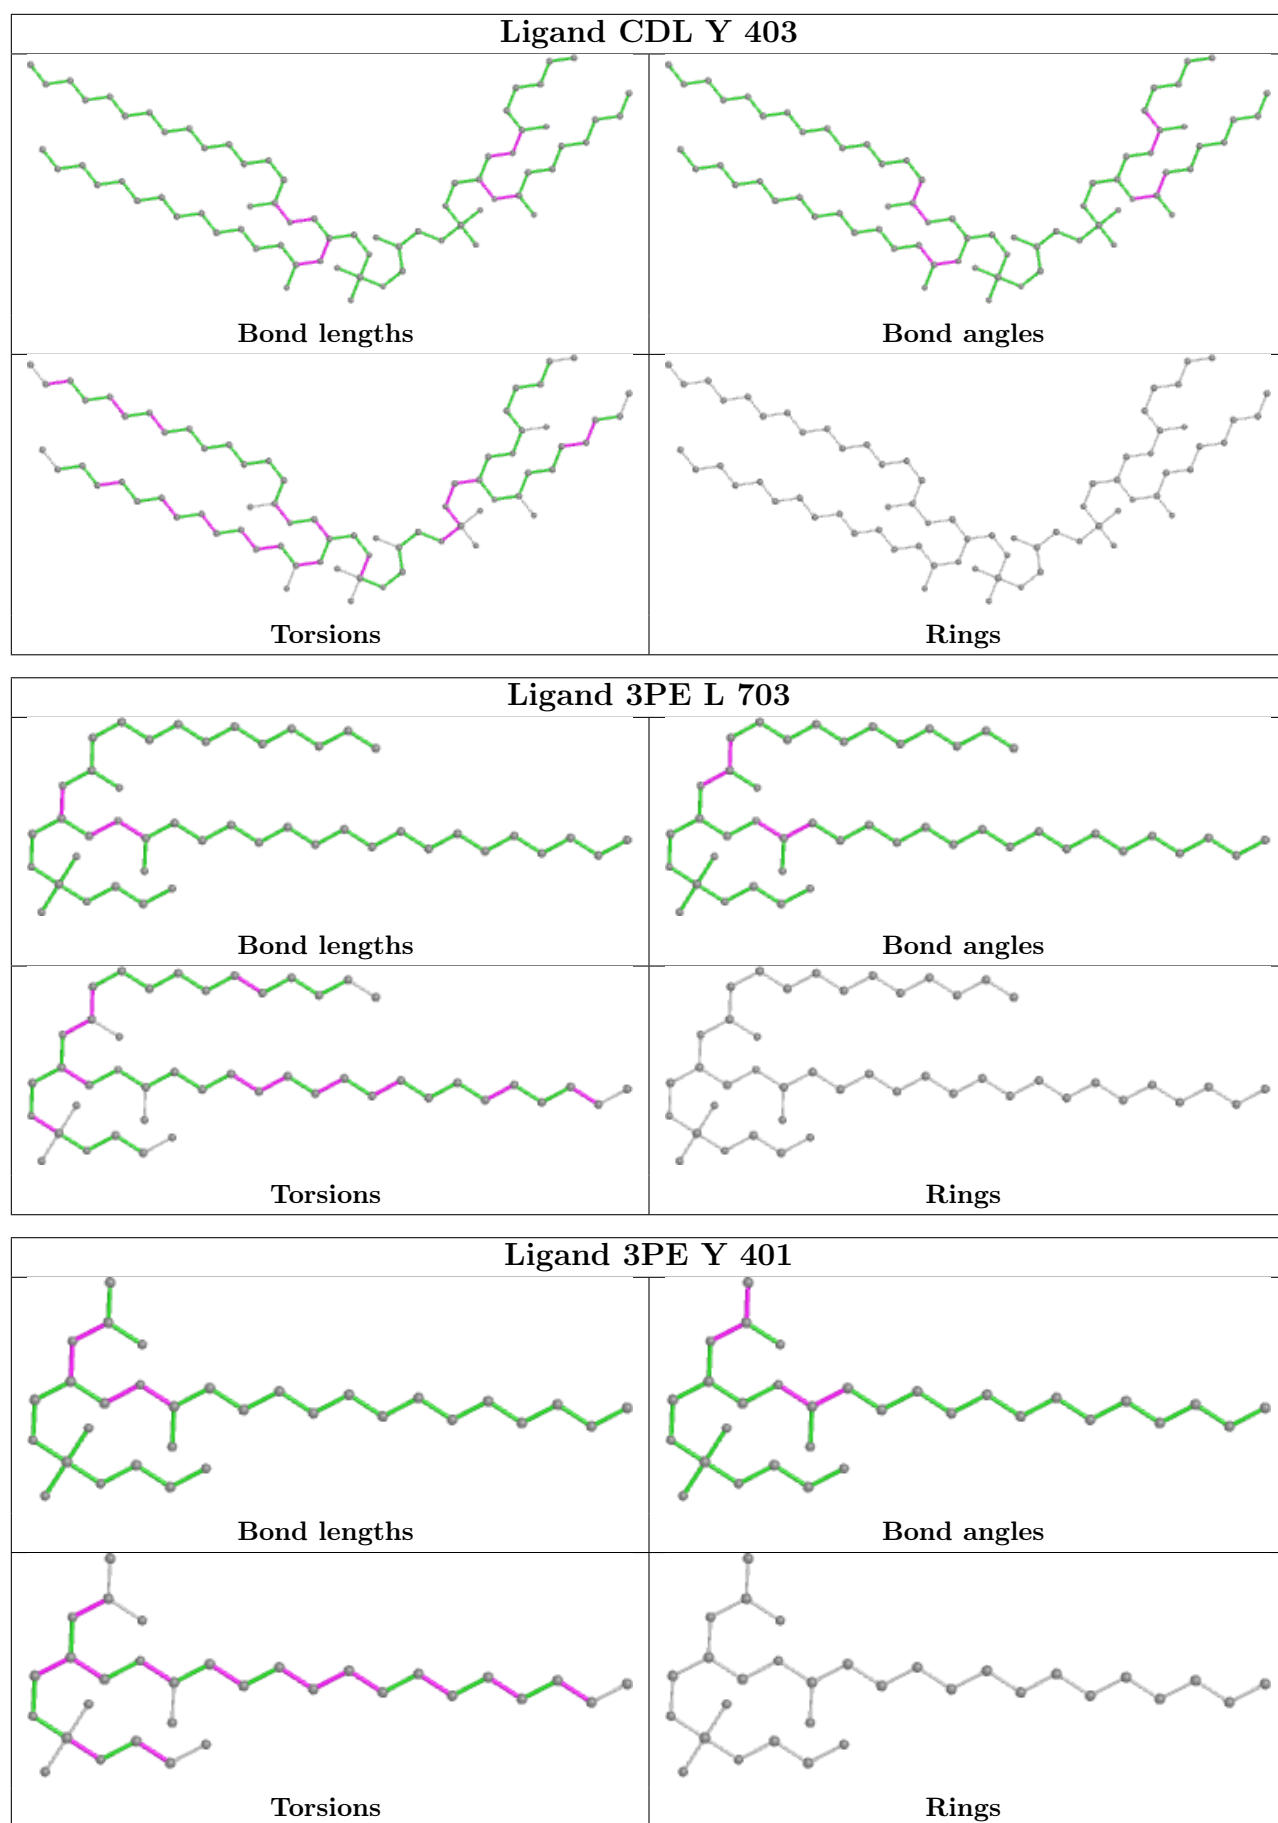 Ligand CDL Y 403
Bond lengths
Bond angles
Torsions
Rings
Ligand 3PE L 703
Bond lengths
Bond angles
Torsions
Rings
Ligand 3PE Y 401
Bond lengths
Bond angles
Torsions
Rings